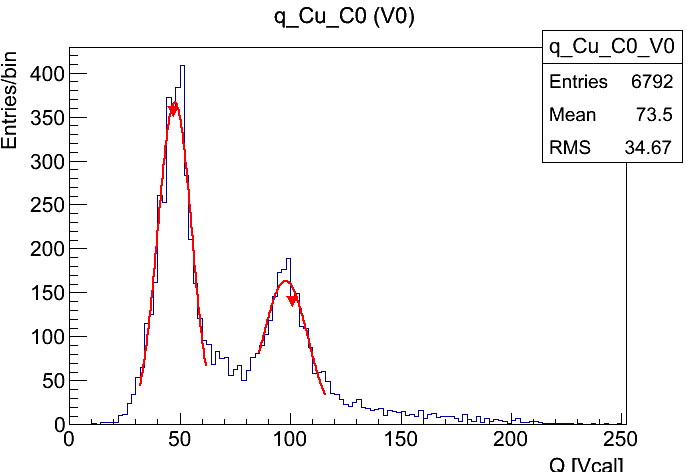 q_Cu_C0 (V0)
q_Cu_C0_V0
Entries 6792
Mean 73.5
RMS 34.67
Entries/bin
400
350
300
250
200
150
100
50
0
0 50 100 150 200 250
Q [Vcal]